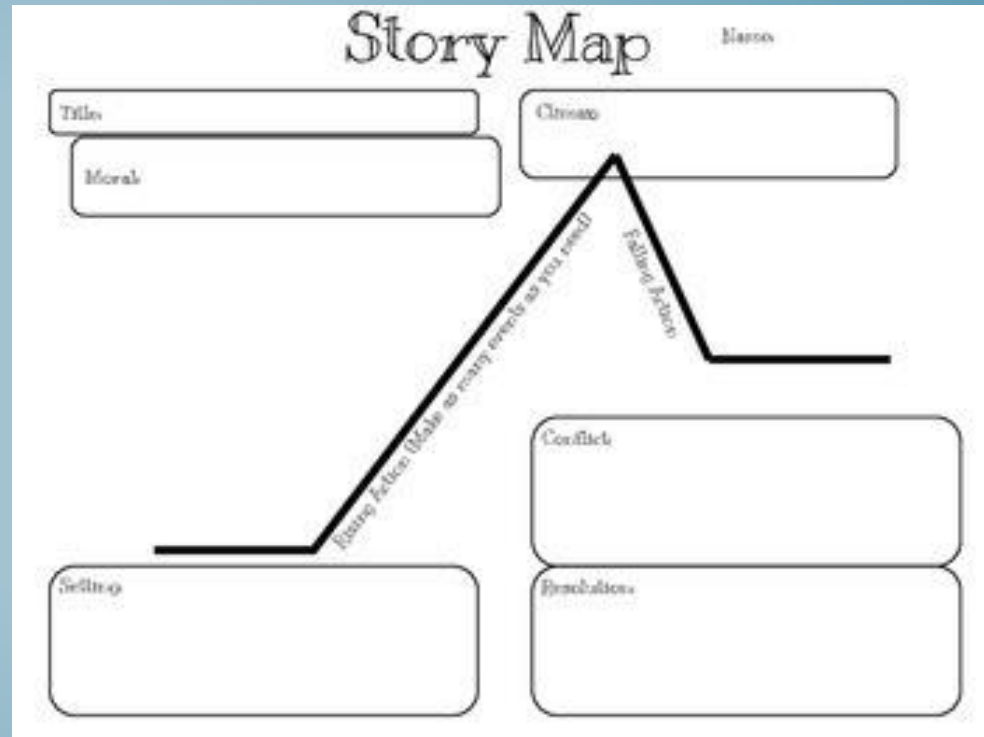 Story Map
Name:
Title:
Climax:
Moral:
Rising Action (Make as many events as you need)
Falling Action
Conflict:
Setting:
Resolution: